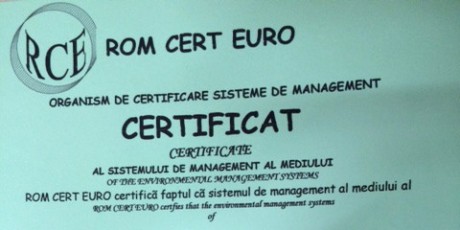 RCE ROM CERT EURO
ORGANISM DE CERTIFICARE SISTEME DE MANAGEMENT
CERTIFICAT
CERTIFICATE
AL SISTEMULUI DE MANAGEMENT AL MEDIULUI
OF THE ENVIRONMENTAL MANAGEMENT SYSTEMS
ROM CERT EURO certifică faptul că sistemul de management al mediului al
ROM CERT EURO certfies that the environmental management systems
of